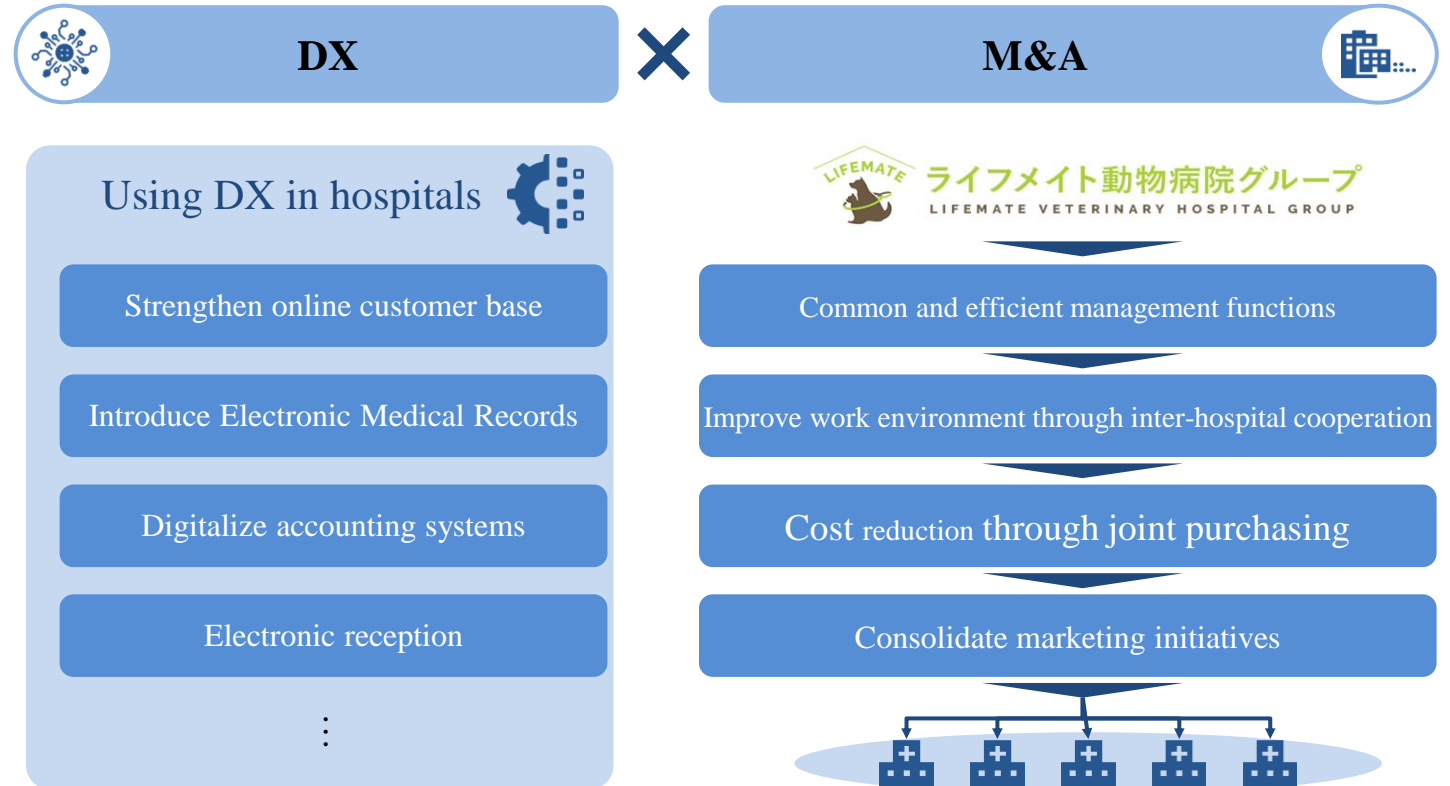 DX
M&A
Using DX in hospitals
Strengthen online customer base
Introduce Electronic Medical Records
Digitalize accounting systems
Electronic reception
⋮
LIFEMATE
ライフメイト動物病院グループ
LIFEMATE VETERINARY HOSPITAL GROUP
Common and efficient management functions
Improve work environment through inter-hospital cooperation
Cost reduction through joint purchasing
Consolidate marketing initiatives